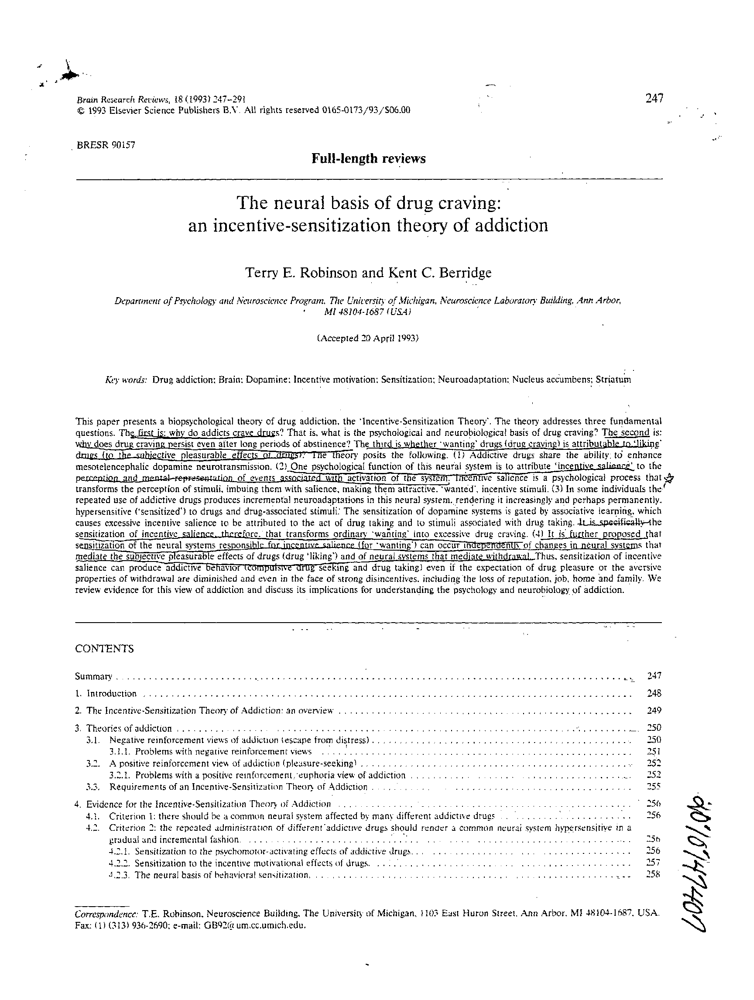 Brain Research Reviews, 18 (1993) 247–291
© 1993 Elsevier Science Publishers B.V. All rights reserved 0165-0173/93/$06.00
247
BRESR 90157
Full-length reviews
The neural basis of drug craving:
an incentive-sensitization theory of addiction
Terry E. Robinson and Kent C. Berridge
Department of Psychology and Neuroscience Program, The University of Michigan, Neuroscience Laboratory Building, Ann Arbor,
MI 48104-1687 (USA)
(Accepted 20 April 1993)
Key words: Drug addiction; Brain; Dopamine; Incentive motivation; Sensitization; Neuroadaptation; Nucleus accumbens; Striatum
This paper presents a biopsychological theory of drug addiction, the 'Incentive-Sensitization Theory'. The theory addresses three fundamental
questions. The first is: why do addicts crave drugs? That is, what is the psychological and neurobiological basis of drug craving? The second is:
why does drug craving persist even after long periods of abstinence? The third is whether 'wanting' drugs (drug craving) is attributable to 'liking'
drugs (to the subjective pleasurable effects of drugs)? The theory posits the following. (1) Addictive drugs share the ability to enhance
mesotelencephalic dopamine neurotransmission. (2) One psychological function of this neural system is to attribute 'incentive salience' to the
perception and mental representation of events associated with activation of the system. Incentive salience is a psychological process that
transforms the perception of stimuli, imbuing them with salience, making them attractive, 'wanted', incentive stimuli. (3) In some individuals the
repeated use of addictive drugs produces incremental neuroadaptations in this neural system, rendering it increasingly and perhaps permanently,
hypersensitive ('sensitized') to drugs and drug-associated stimuli. The sensitization of dopamine systems is gated by associative learning, which
causes excessive incentive salience to be attributed to the act of drug taking and to stimuli associated with drug taking. It is specifically the
sensitization of incentive salience, therefore, that transforms ordinary 'wanting' into excessive drug craving. (4) It is further proposed that
sensitization of the neural systems responsible for incentive salience (for 'wanting') can occur independently of changes in neural systems that
mediate the subjective pleasurable effects of drugs (drug 'liking') and of neural systems that mediate withdrawal. Thus, sensitization of incentive
salience can produce addictive behavior (compulsive drug seeking and drug taking) even if the expectation of drug pleasure or the aversive
properties of withdrawal are diminished and even in the face of strong disincentives, including the loss of reputation, job, home and family. We
review evidence for this view of addiction and discuss its implications for understanding the psychology and neurobiology of addiction.
CONTENTS
Summary 247
1. Introduction 248
2. The Incentive-Sensitization Theory of Addiction: an overview 249
3. Theories of addiction 250
3.1. Negative reinforcement views of addiction (escape from distress) 250
3.1.1. Problems with negative reinforcement views 251
3.2. A positive reinforcement view of addiction (pleasure-seeking) 252
3.2.1. Problems with a positive reinforcement/euphoria view of addiction 252
3.3. Requirements of an Incentive-Sensitization Theory of Addiction 255
4. Evidence for the Incentive-Sensitization Theory of Addiction 256
4.1. Criterion 1: there should be a common neural system affected by many different addictive drugs 256
4.2. Criterion 2: the repeated administration of different addictive drugs should render a common neural system hypersensitive in a
gradual and incremental fashion. 256
4.2.1. Sensitization to the psychomotor-activating effects of addictive drugs. 256
4.2.2. Sensitization to the incentive motivational effects of drugs. 257
4.2.3. The neural basis of behavioral sensitization. 258
Correspondence: T.E. Robinson, Neuroscience Building, The University of Michigan, 1103 East Huron Street, Ann Arbor, MI 48104-1687, USA.
Fax: (1) (313) 936-2690; e-mail: GB92@um.cc.umich.edu.